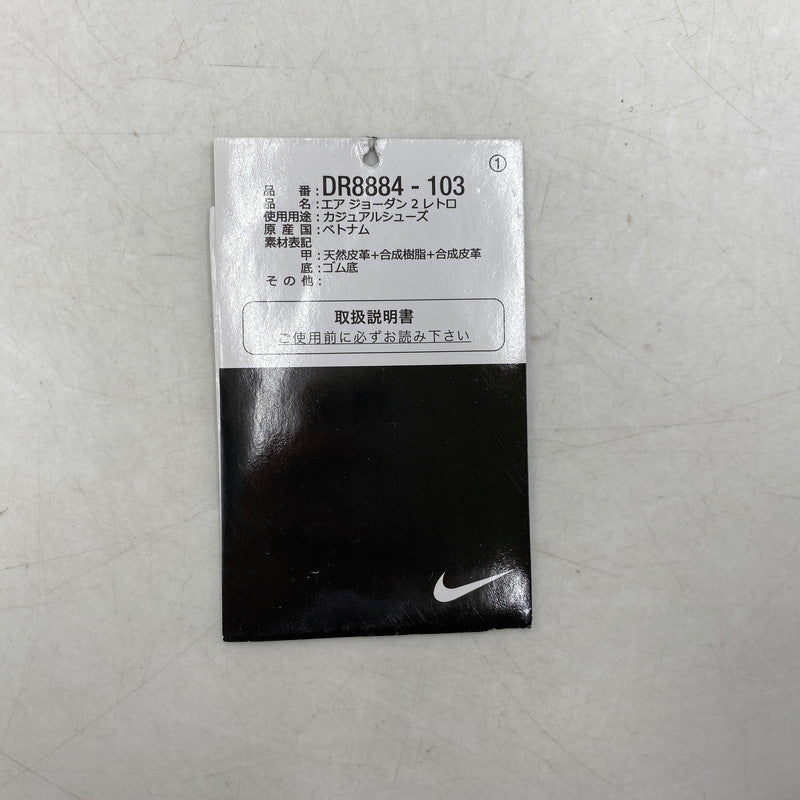 ①
品番:DR8884-103
品名:エア ジョーダン 2 レトロ
使用用途:カジュアルシューズ
原産国:ベトナム
素材表記
甲:天然皮革+合成樹脂+合成皮革
底:ゴム底
その他:
取扱説明書
ご使用前に必ずお読み下さい